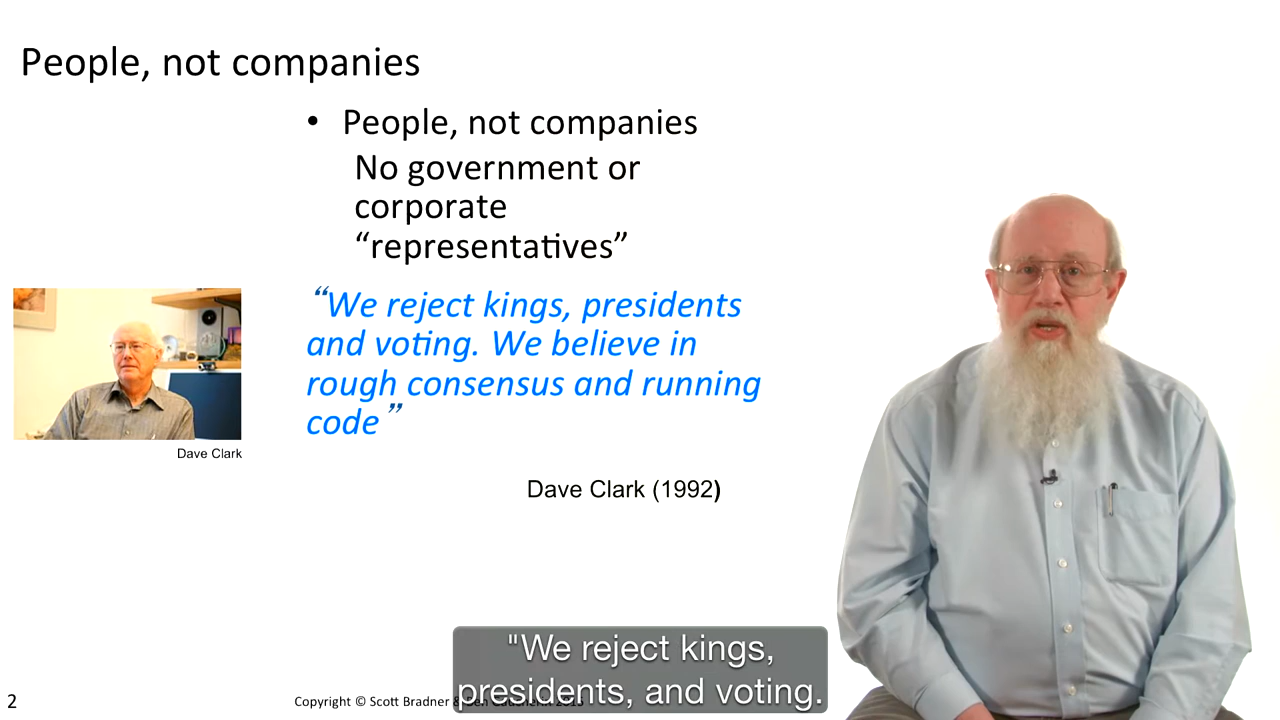 People, not companies
• People, not companies
No government or
corporate
“representatives”
“We reject kings, presidents
and voting. We believe in
rough consensus and running
code”
Dave Clark
Dave Clark (1992)
"We reject kings,
presidents, and voting.
2
Copyright © Scott Bradner